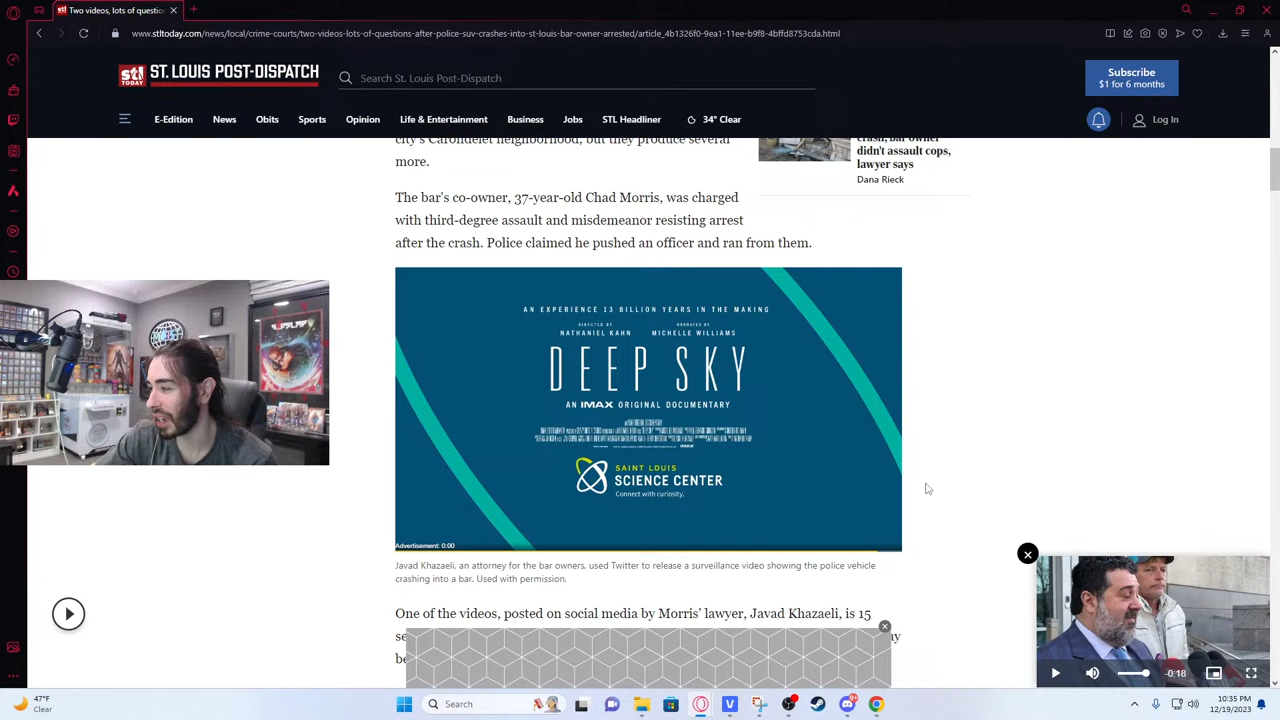 Two videos, lots of questio
www.stltoday.com/news/local/crime-courts/two-videos-lots-of-questions-after-police-suv-crashes-into-st-louis-bar-owner-arrested/article_4b1326f0-9ea1-11ee-b9f8-4bffd8753cda.html
stl
TODAY
ST. LOUIS POST-DISPATCH
Search St. Louis Post-Dispatch
Subscribe
$1 for 6 months
E-Edition
News
Obits
Sports
Opinion
Life & Entertainment
Business
Jobs
STL Headliner
34° Clear
Log In
city's Carondelet neighborhood, but they produce several
more.
crash, bar owner
didn't assault cops,
lawyer says
Dana Rieck
The bar's co-owner, 37-year-old Chad Morris, was charged
with third-degree assault and misdemeanor resisting arrest
after the crash. Police claimed he pushed an officer and ran from them.
AN EXPERIENCE 13 BILLION YEARS IN THE MAKING
DIRECTED BY
NATHANIEL KAHN
NARRATED BY
MICHELLE WILLIAMS
DEEP SKY
AN IMAX ORIGINAL DOCUMENTARY
SAINT LOUIS
SCIENCE CENTER
Connect with curiosity.
Advertisement: 0:00
Javad Khazaeli, an attorney for the bar owners, used Twitter to release a surveillance video showing the police vehicle
crashing into a bar. Used with permission.
One of the videos, posted on social media by Morris' lawyer, Javad Khazaeli, is 15
-0:18
47°F
Clear
Search
99+
10:35 PM
12/19/2023